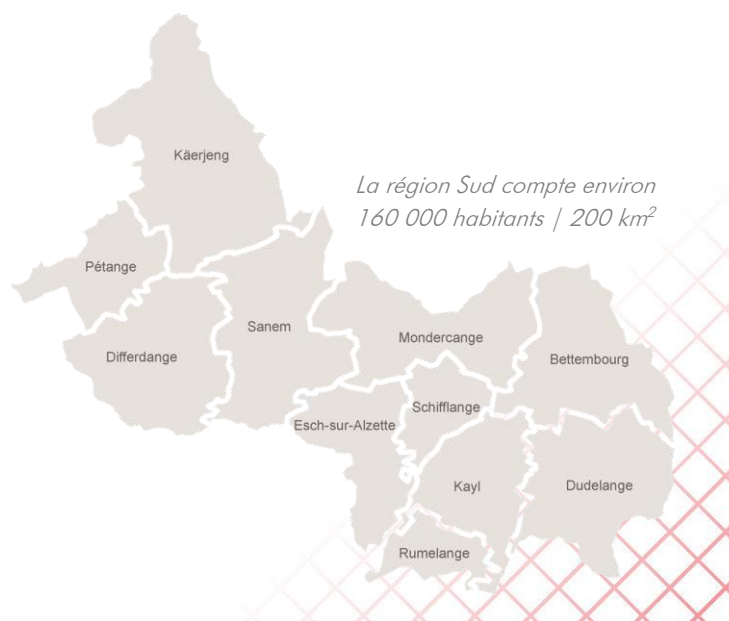 Käerjeng
La région Sud compte environ
160 000 habitants | 200 km²
Pétange
Sanem
Mondercange
Differdange
Bettembourg
Schifflange
Esch-sur-Alzette
Kayl
Dudelange
Rumelange